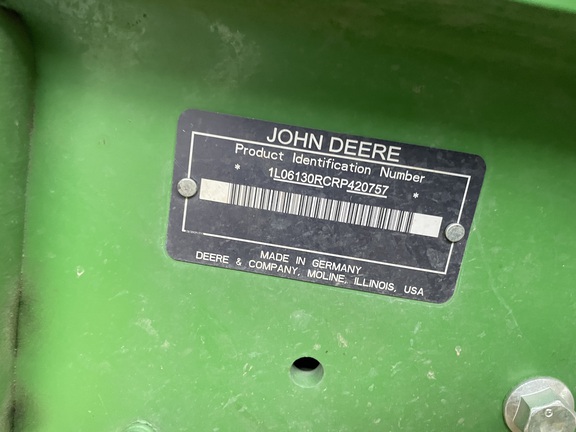 JOHN DEERE
Product Identification Number
* 1L06130RCRP420757 *
MADE IN GERMANY
DEERE & COMPANY, MOLINE, ILLINOIS, USA